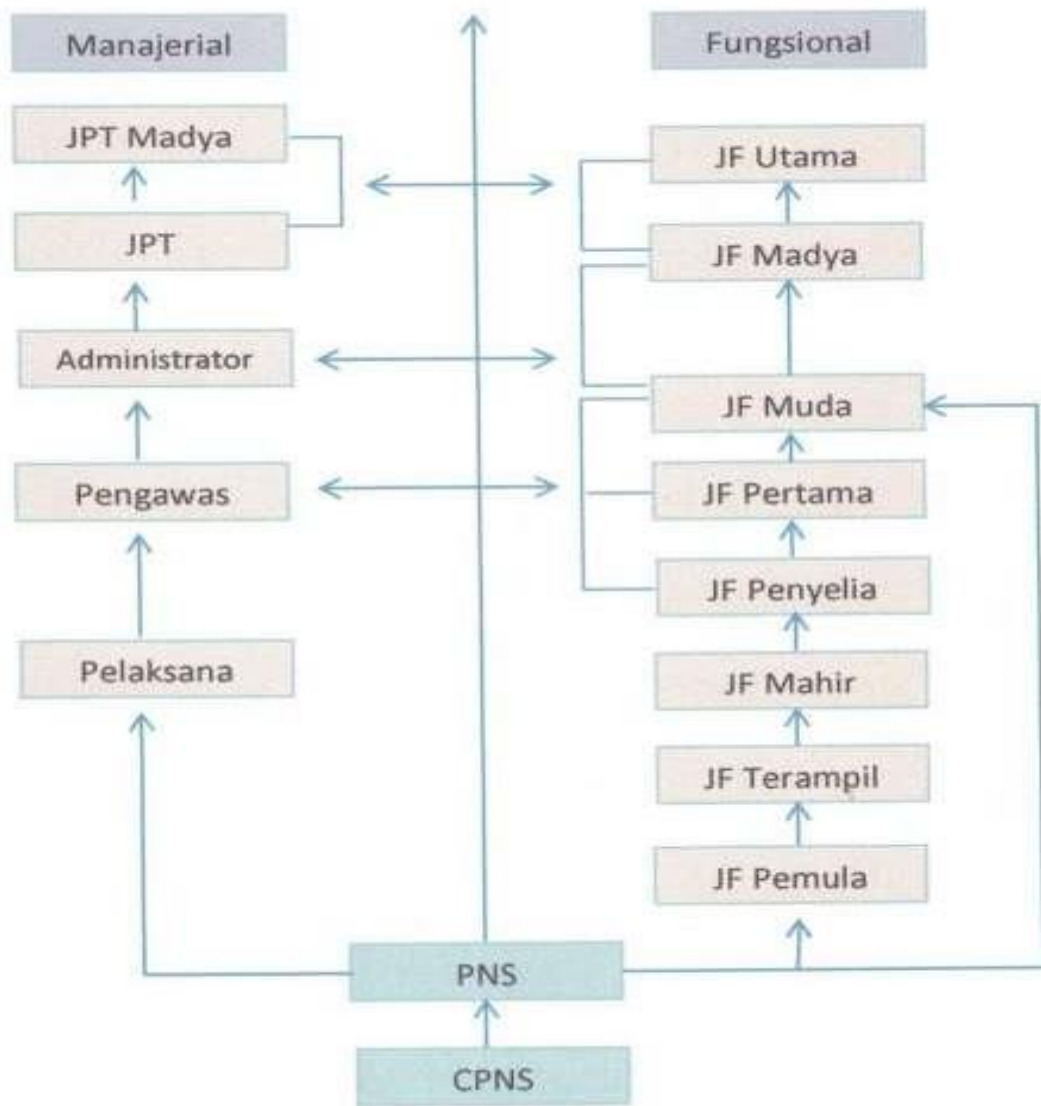 Manajerial
JPT Madya
JPT
Administrator
Pengawas
Pelaksana
Fungsional
JF Utama
JF Madya
JF Muda
JF Pertama
JF Penyelia
JF Mahir
JF Terampil
JF Pemula
PNS
CPNS